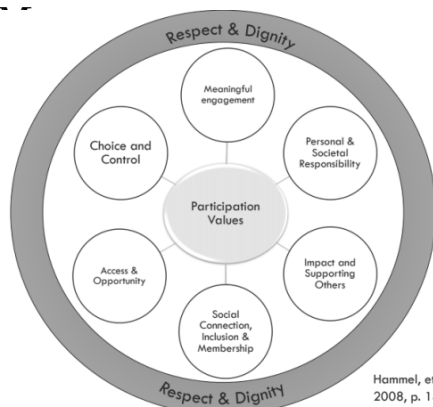 Respect & Dignity
Meaningful
engagement
Choice and
Control
Personal &
Societal
Responsibility
Participation
Values
Access &
Opportunity
Impact and
Supporting
Others
Social
Connection,
Inclusion &
Membership
Respect & Dignity
Hammel, et
2008, p. 1